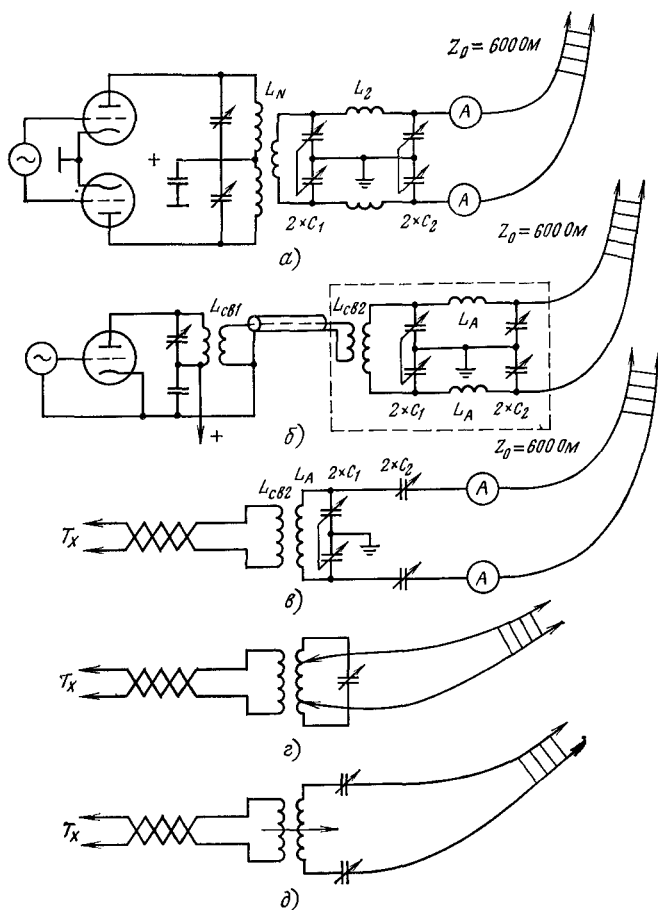 Z₀ = 600 Ом
L_N
L₂
A
+
A
2×C₁
2×C₂
а)
Z₀ = 600 Ом
L_св1
L_св2
L_A
2×C₁
L_A
2×C₂
+
б)
Z₀ = 600 Ом
L_св2
L_A
2×C₁
2×C₂
A
T_X
A
в)
T_X
г)
T_X
д)